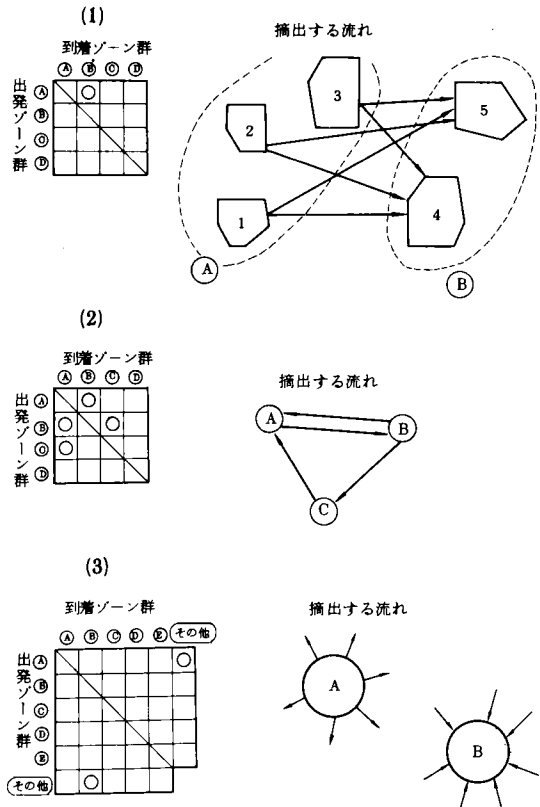 (1)
到着ゾーン群
Ⓐ Ⓑ Ⓒ Ⓓ
出発ゾーン群
Ⓐ
Ⓑ
Ⓒ
Ⓓ
摘出する流れ
1
2
3
4
5
Ⓐ
Ⓑ
(2)
到着ゾーン群
Ⓐ Ⓑ Ⓒ Ⓓ
出発ゾーン群
Ⓐ
Ⓑ
Ⓒ
Ⓓ
摘出する流れ
A
B
C
(3)
到着ゾーン群
Ⓐ Ⓑ Ⓒ Ⓓ Ⓔ その他
出発ゾーン群
Ⓐ
Ⓑ
Ⓒ
Ⓓ
Ⓔ
その他
摘出する流れ
A
B